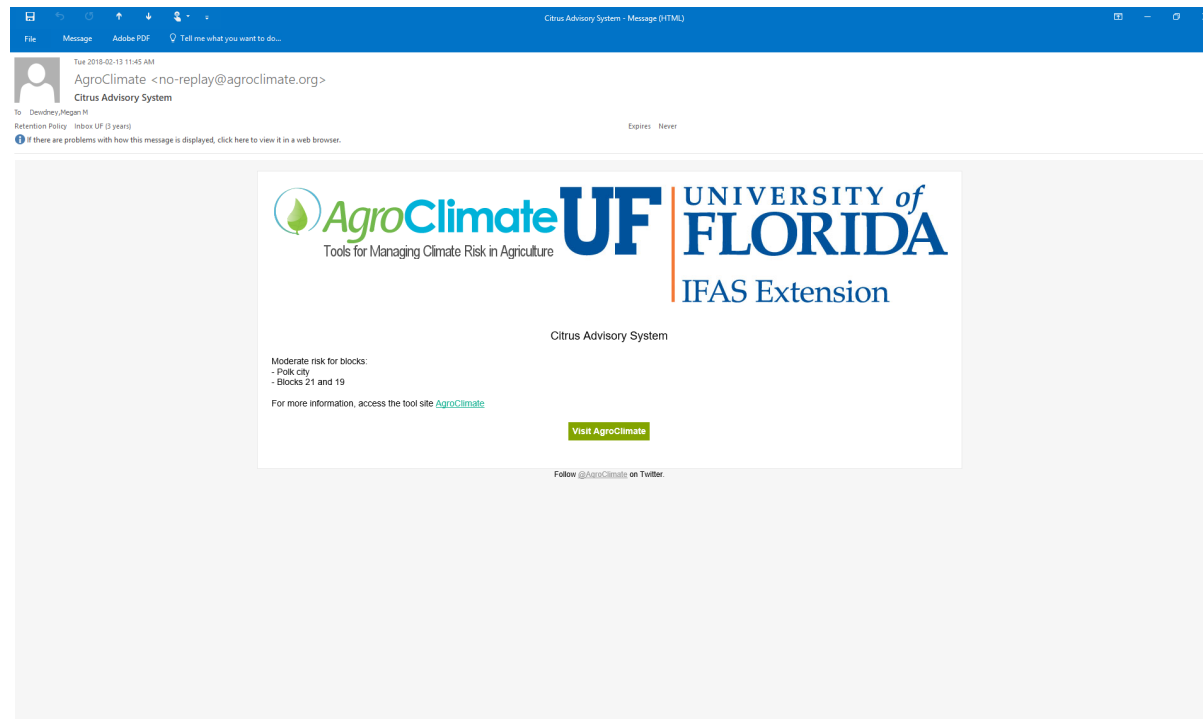 Citrus Advisory System - Message (HTML)
File Message Adobe PDF Tell me what you want to do...
Tue 2018-02-13 11:45 AM
AgroClimate <no-replay@agroclimate.org>
Citrus Advisory System
To Dewdney,Megan M
Retention Policy Inbox UF (3 years) Expires Never
If there are problems with how this message is displayed, click here to view it in a web browser.
AgroClimate
Tools for Managing Climate Risk in Agriculture
UF UNIVERSITY of
FLORIDA
IFAS Extension
Citrus Advisory System
Moderate risk for blocks:
- Polk city
- Blocks 21 and 19
For more information, access the tool site AgroClimate
Visit AgroClimate
Follow @AgroClimate on Twitter.